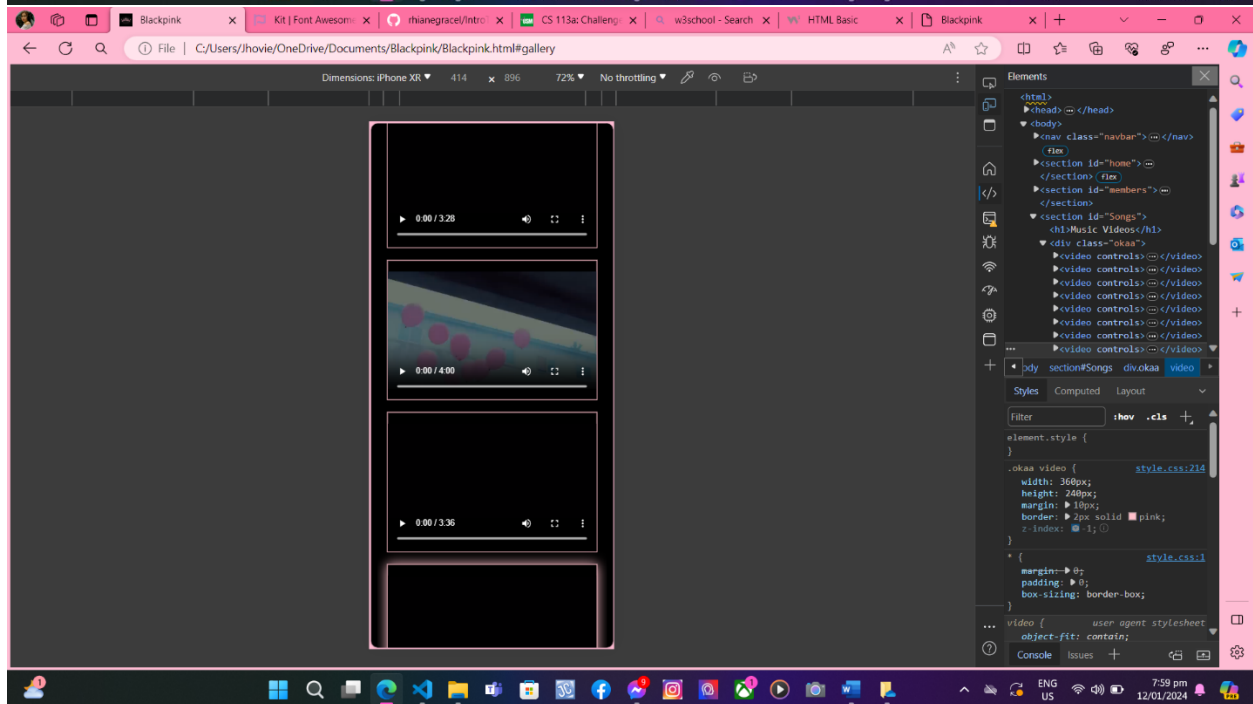 Blackpink
Kit | Font Awesome
rhianegracel/Intro
CS 113a: Challenge
w3school - Search
HTML Basic
Blackpink
File | C:/Users/Jhovie/OneDrive/Documents/Blackpink/Blackpink.html#gallery
Dimensions: iPhone XR ▼ 414 x 896 72% ▼ No throttling ▼
Elements
<html>
▶<head>⋯</head>
▼<body>
▶<nav class="navbar">⋯</nav>
flex
▶<section id="home">⋯
</section> flex
▶<section id="members">⋯
</section>
▼<section id="Songs">
<h1>Music Videos</h1>
▼<div class="okaa">
▶<video controls>⋯</video>
▶<video controls>⋯</video>
▶<video controls>⋯</video>
▶<video controls>⋯</video>
▶<video controls>⋯</video>
▶<video controls>⋯</video>
▶<video controls>⋯</video>
▶<video controls>⋯</video>
ody section#Songs div.okaa video
Styles Computed Layout
Filter :hov .cls
element.style {
}
.okaa video { style.css:214
width: 360px;
height: 240px;
margin: ▶ 10px;
border: ▶ 2px solid pink;
z-index: -1;
}
* { style.css:1
margin: ▶ 0;
padding: ▶ 0;
box-sizing: border-box;
}
video { user agent stylesheet
object-fit: contain;
Console Issues
0:00 / 3:28
0:00 / 4:00
0:00 / 3:36
ENG
US
7:59 pm
12/01/2024